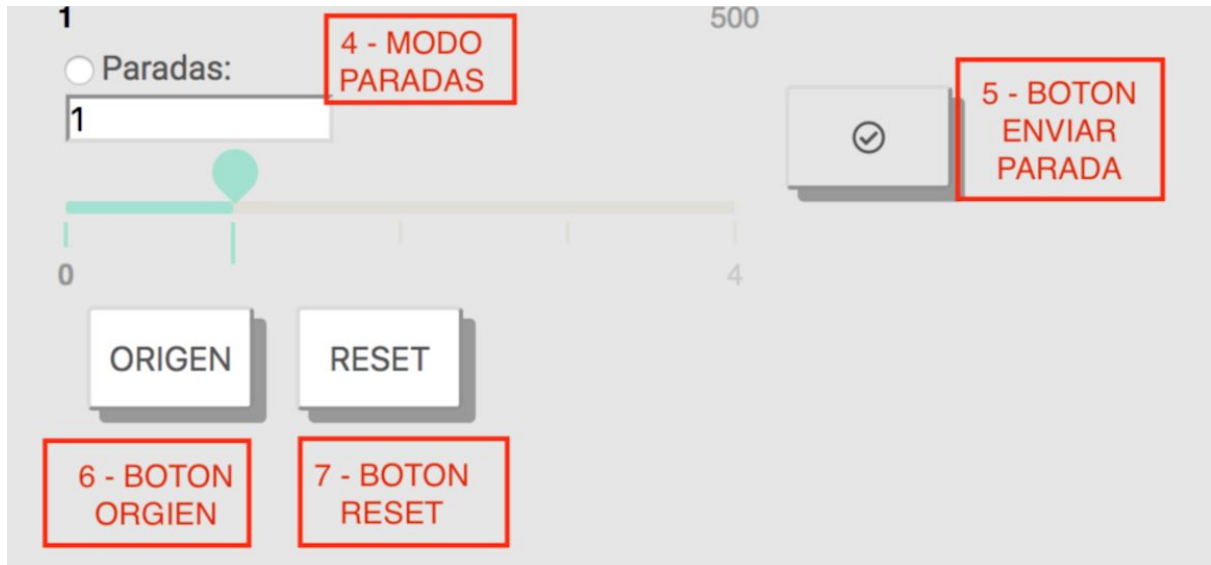 1
500
4 - MODO
PARADAS
Paradas:
1
5 - BOTON
ENVIAR
PARADA
0
4
ORIGEN
RESET
6 - BOTON
ORGIEN
7 - BOTON
RESET